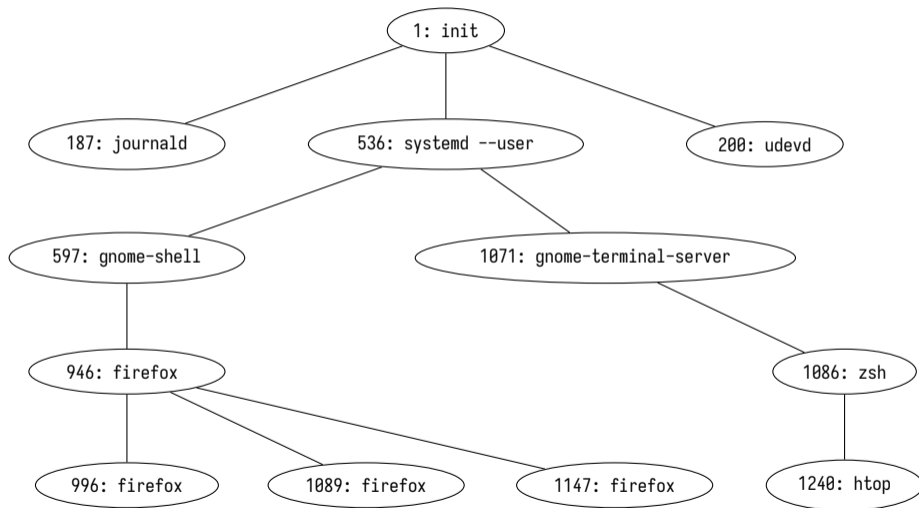 1: init
187: journald
536: systemd --user
200: udevd
597: gnome-shell
1071: gnome-terminal-server
946: firefox
1086: zsh
996: firefox
1089: firefox
1147: firefox
1240: htop